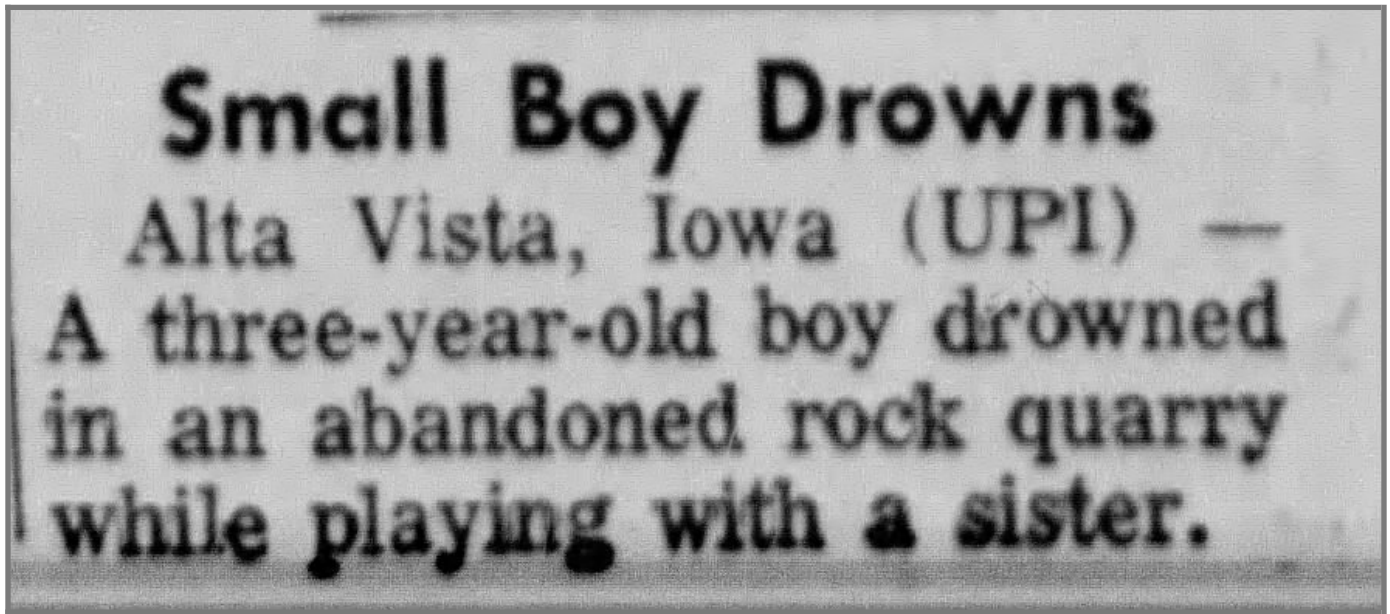 Small Boy Drowns
Alta Vista, Iowa (UPI) —
A three-year-old boy drowned
in an abandoned rock quarry
while playing with a sister.